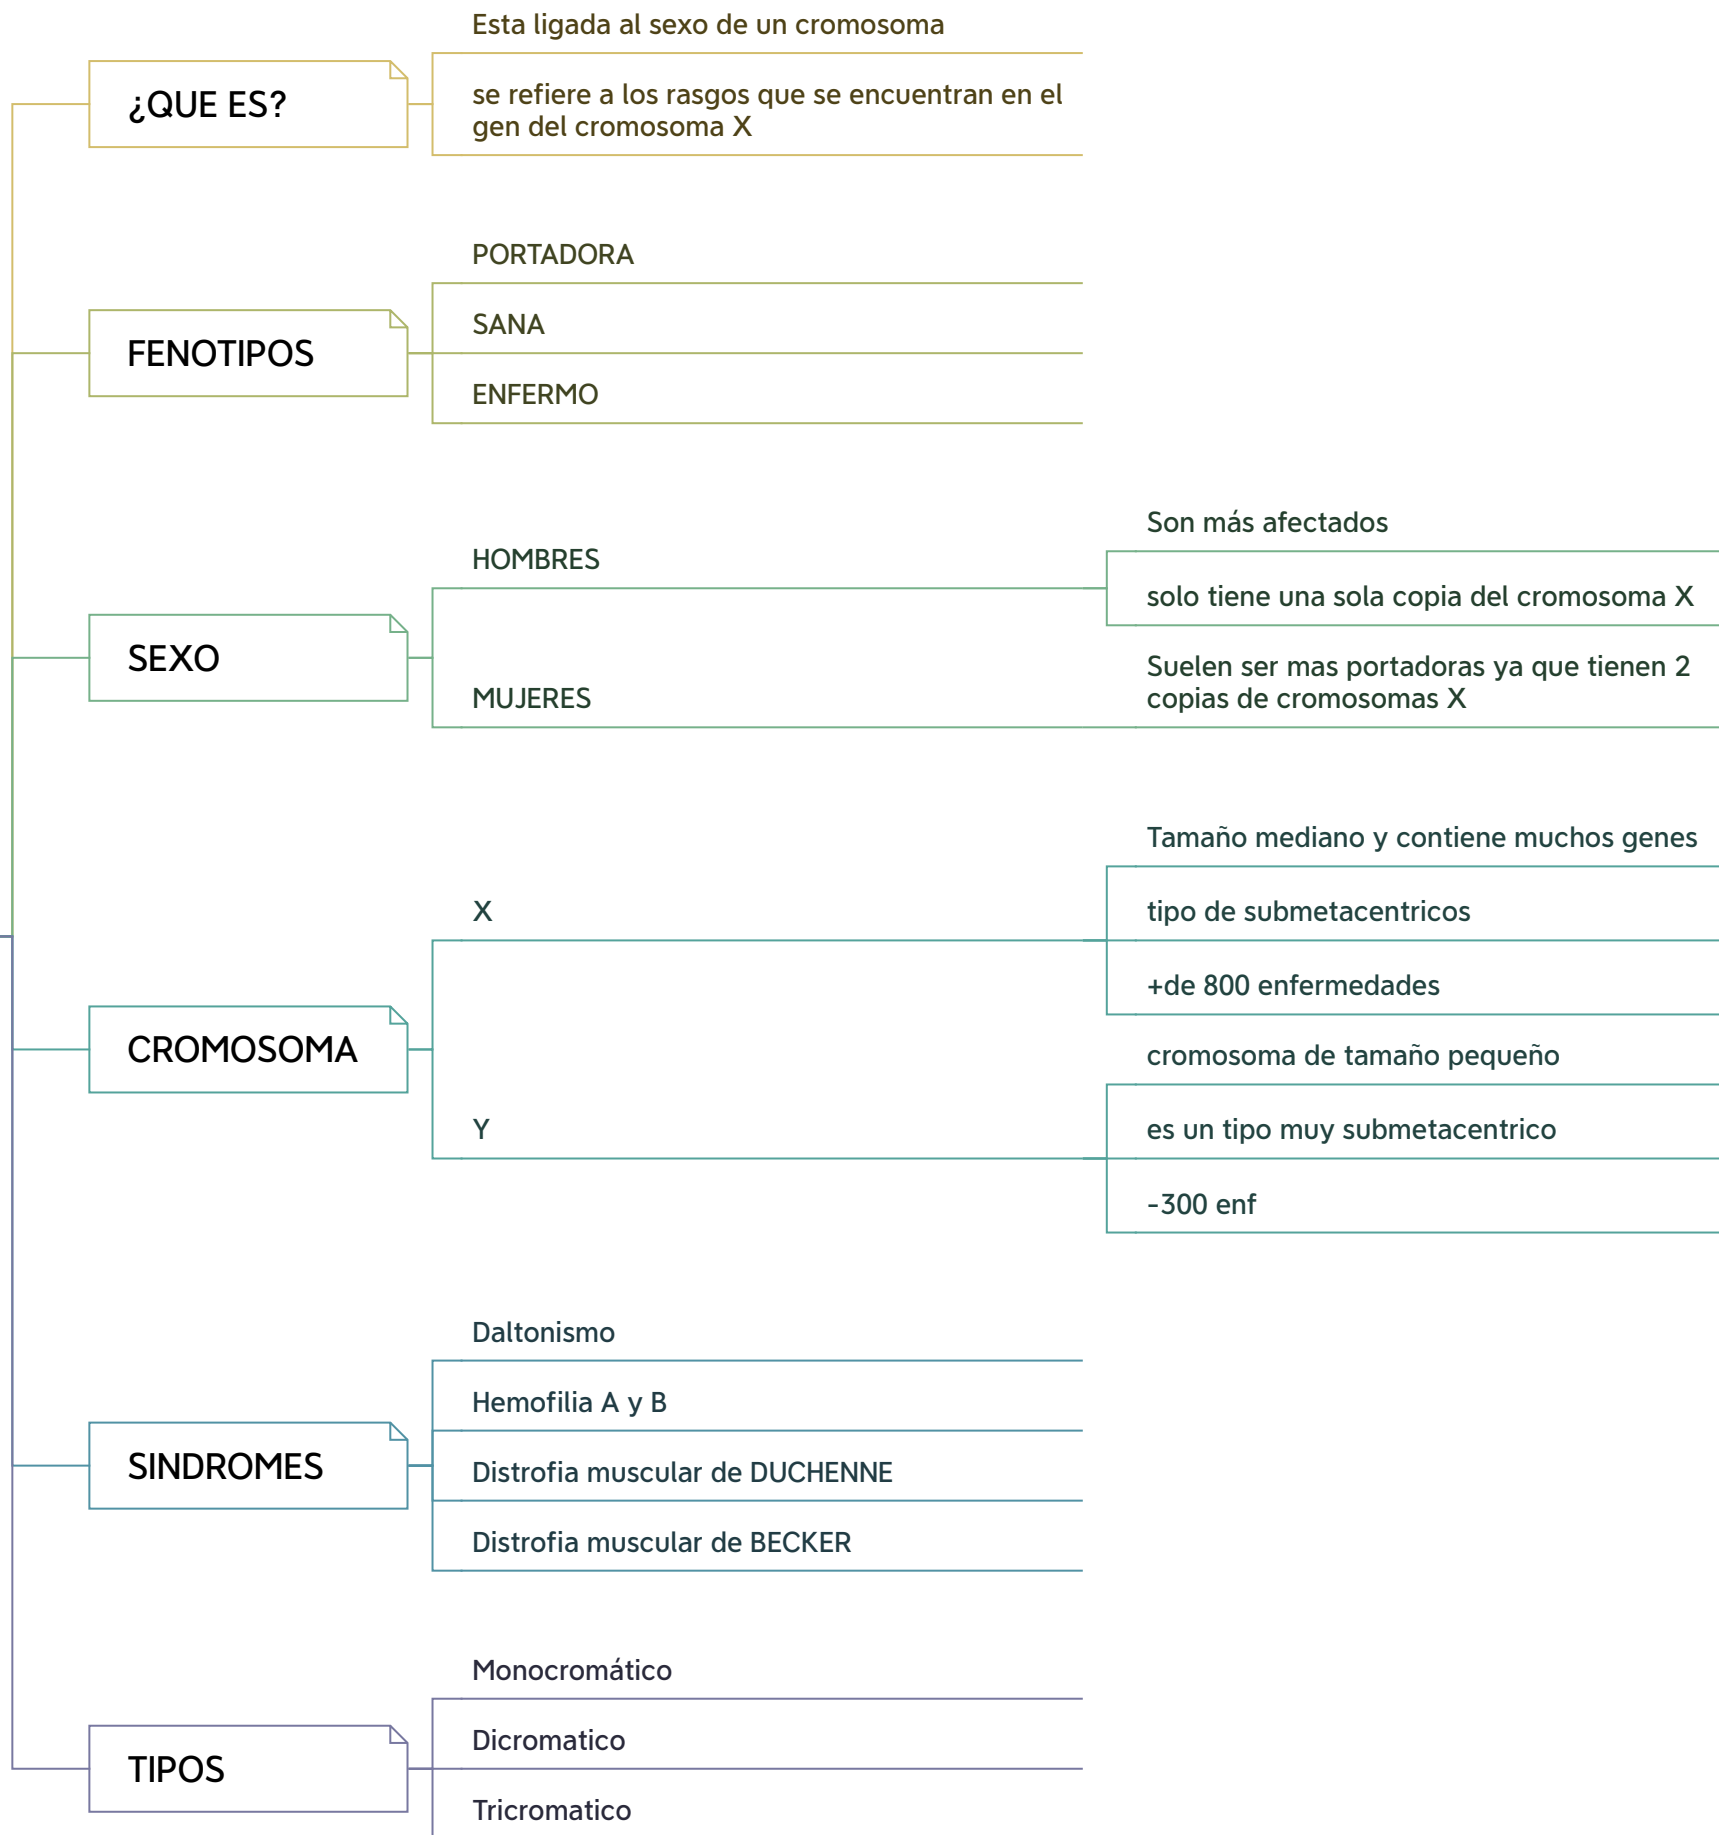 ¿QUE ES?
Esta ligada al sexo de un cromosoma
se refiere a los rasgos que se encuentran en el
gen del cromosoma X
FENOTIPOS
PORTADORA
SANA
ENFERMO
SEXO
HOMBRES
Son más afectados
solo tiene una sola copia del cromosoma X
MUJERES
Suelen ser mas portadoras ya que tienen 2
copias de cromosomas X
CROMOSOMA
X
Tamaño mediano y contiene muchos genes
tipo de submetacentricos
+de 800 enfermedades
Y
cromosoma de tamaño pequeño
es un tipo muy submetacentrico
-300 enf
SINDROMES
Daltonismo
Hemofilia A y B
Distrofia muscular de DUCHENNE
Distrofia muscular de BECKER
TIPOS
Monocromático
Dicromatico
Tricromatico